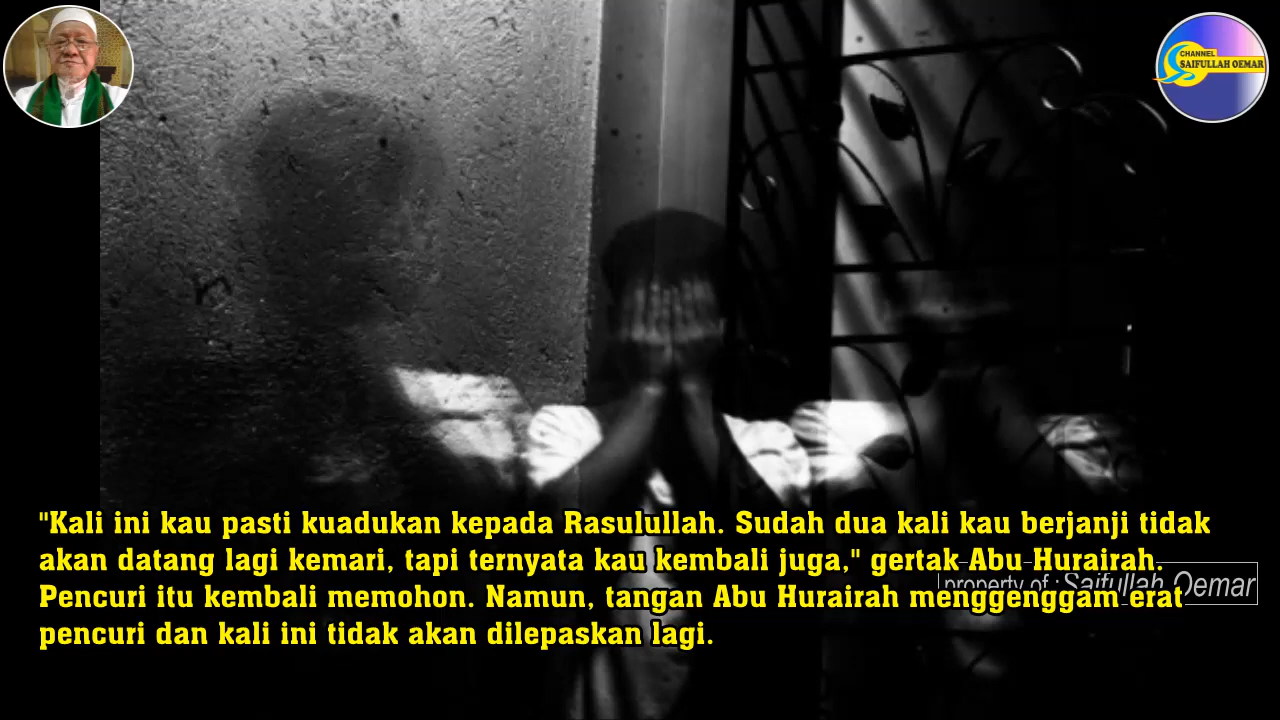 CHANNEL
SAIFULLAH OEMAR
"Kali ini kau pasti kuadukan kepada Rasulullah. Sudah dua kali kau berjanji tidak
akan datang lagi kemari, tapi ternyata kau kembali juga," gertak Abu Hurairah.
property of : Saifullah Oemar
Pencuri itu kembali memohon. Namun, tangan Abu Hurairah menggenggam erat
pencuri dan kali ini tidak akan dilepaskan lagi.